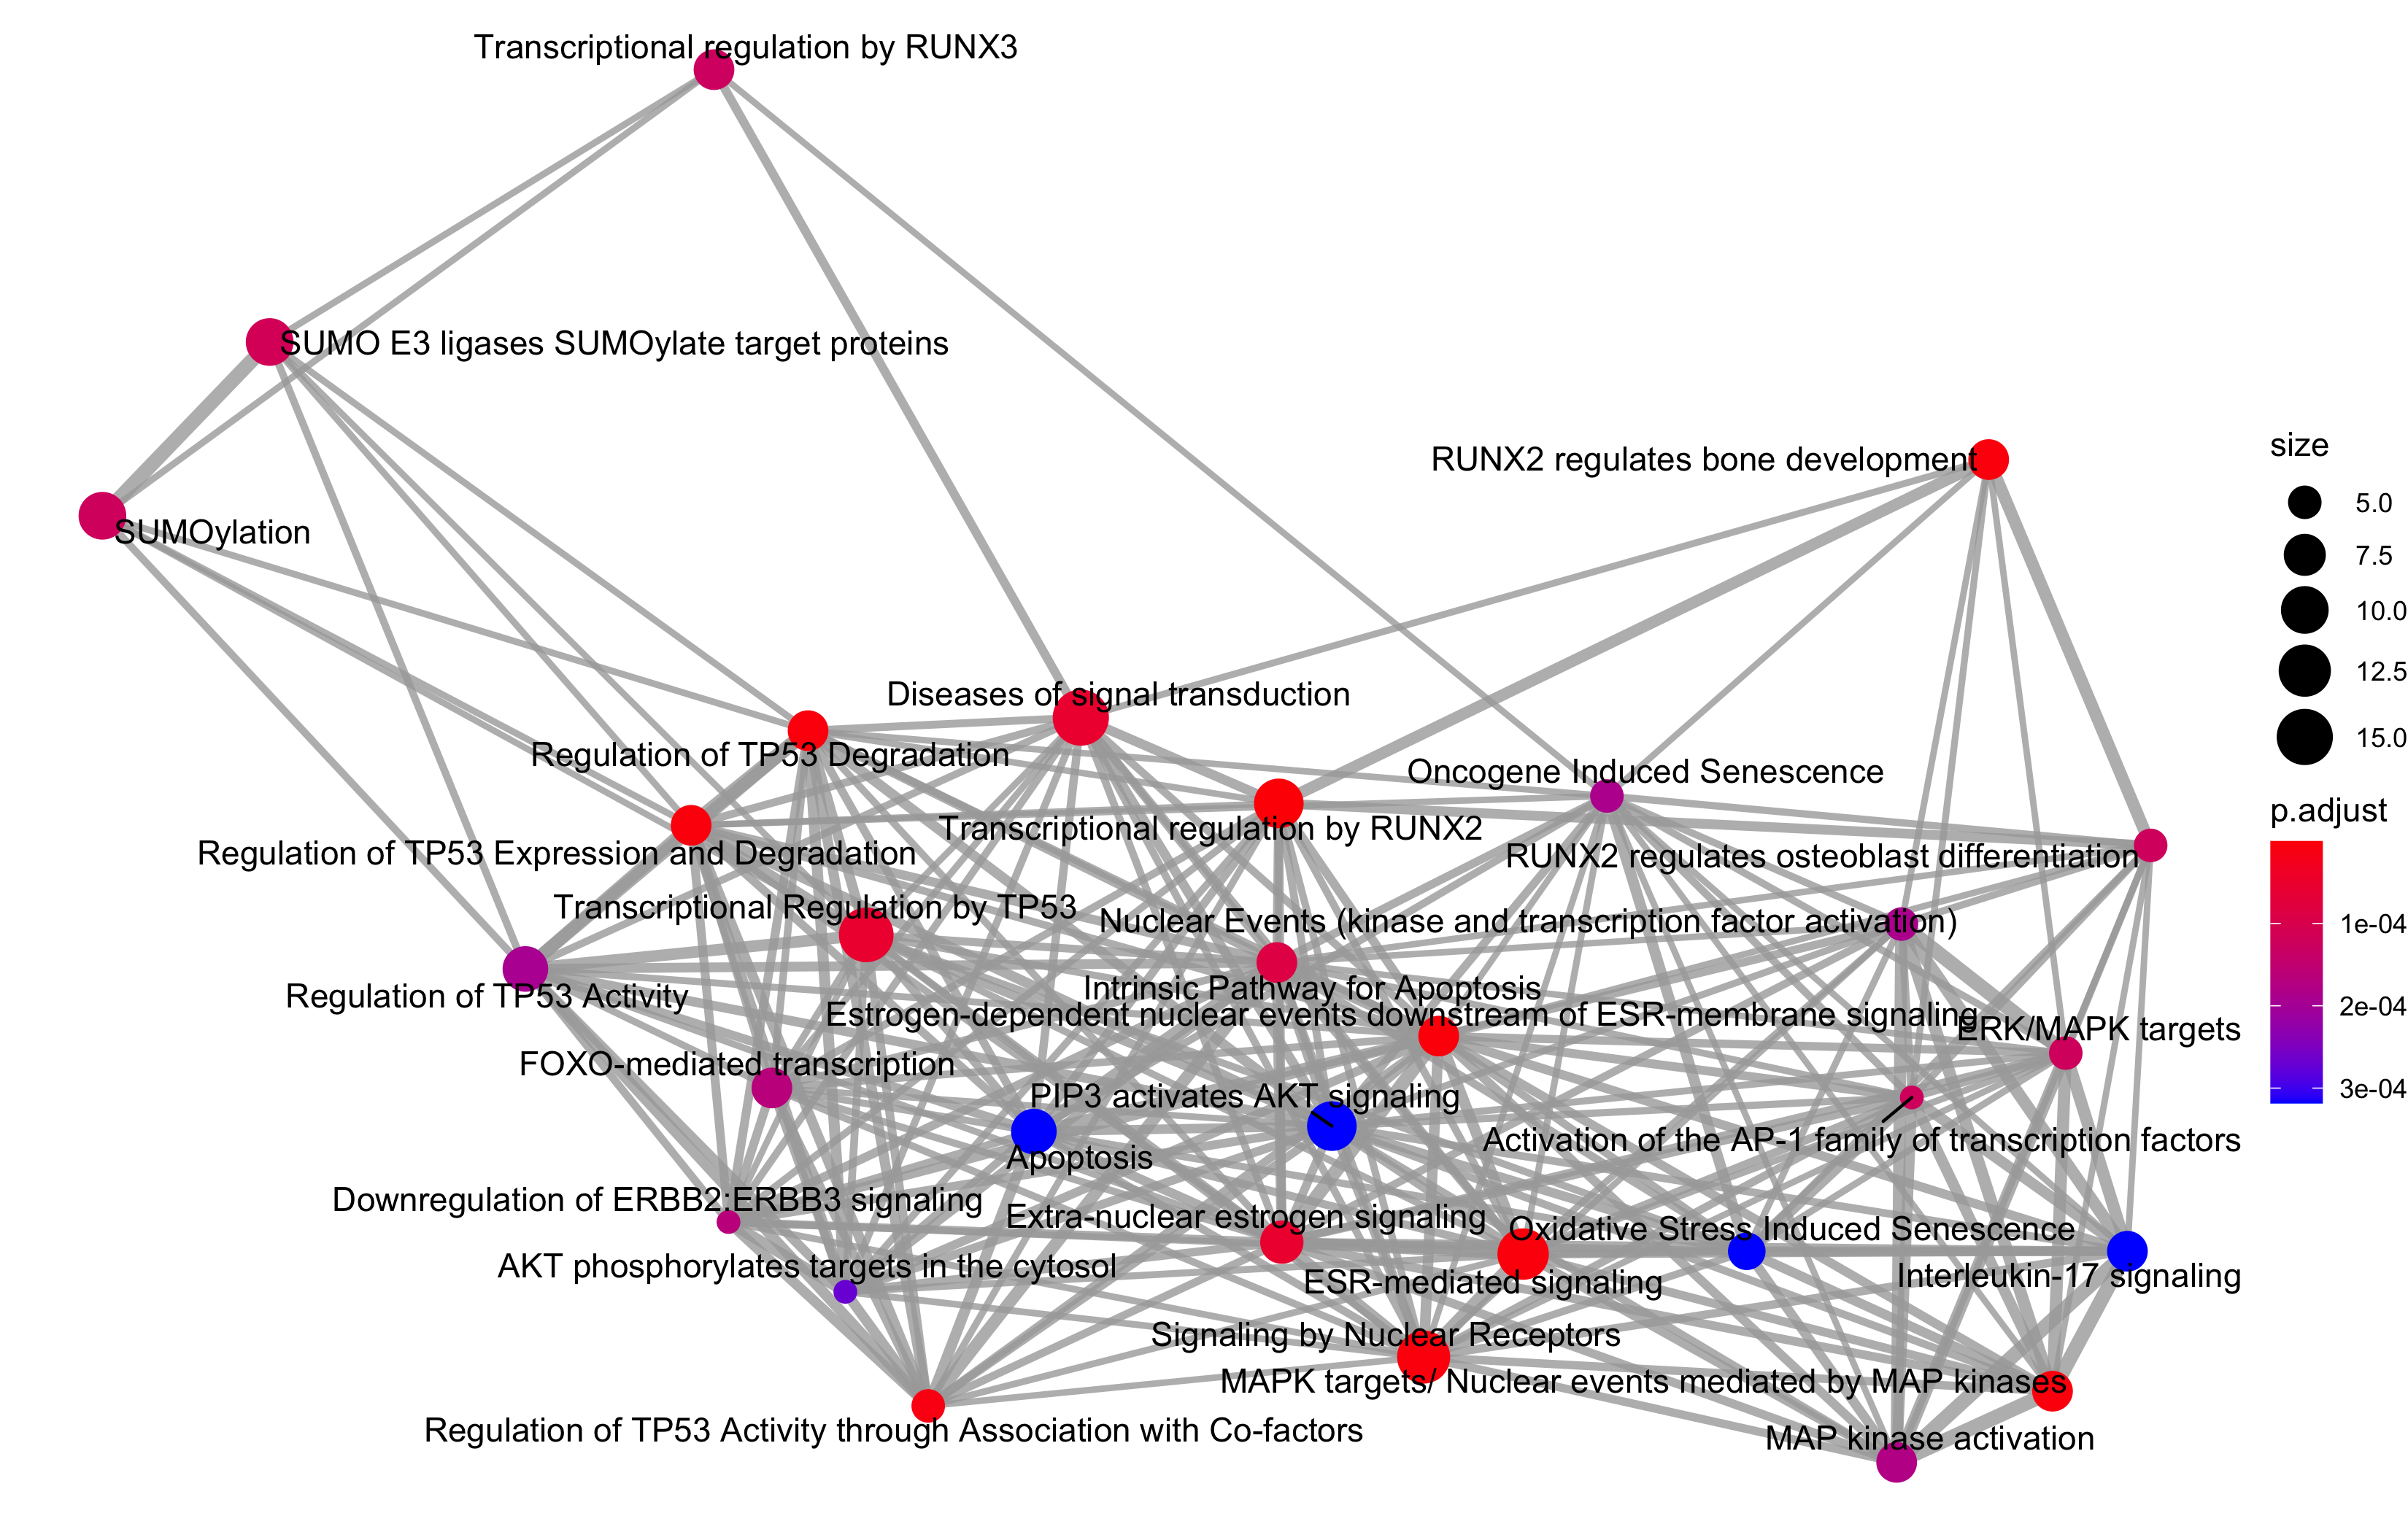 Transcriptional regulation by RUNX3
SUMO E3 ligases SUMOylate target proteins
RUNX2 regulates bone development
SUMOylation
Diseases of signal transduction
Regulation of TP53 Degradation
Oncogene Induced Senescence
Transcriptional regulation by RUNX2
Regulation of TP53 Expression and Degradation
RUNX2 regulates osteoblast differentiation
Transcriptional Regulation by TP53
Nuclear Events (kinase and transcription factor activation)
Intrinsic Pathway for Apoptosis
Regulation of TP53 Activity
Estrogen-dependent nuclear events downstream of ESR-membrane signaling
ERK/MAPK targets
FOXO-mediated transcription
PIP3 activates AKT signaling
Activation of the AP-1 family of transcription factors
Apoptosis
Downregulation of ERBB2:ERBB3 signaling
Extra-nuclear estrogen signaling
Oxidative Stress Induced Senescence
AKT phosphorylates targets in the cytosol
ESR-mediated signaling
Interleukin-17 signaling
Signaling by Nuclear Receptors
MAPK targets/ Nuclear events mediated by MAP kinases
Regulation of TP53 Activity through Association with Co-factors
MAP kinase activation
size
5.0
7.5
10.0
12.5
15.0
p.adjust
1e-04
2e-04
3e-04